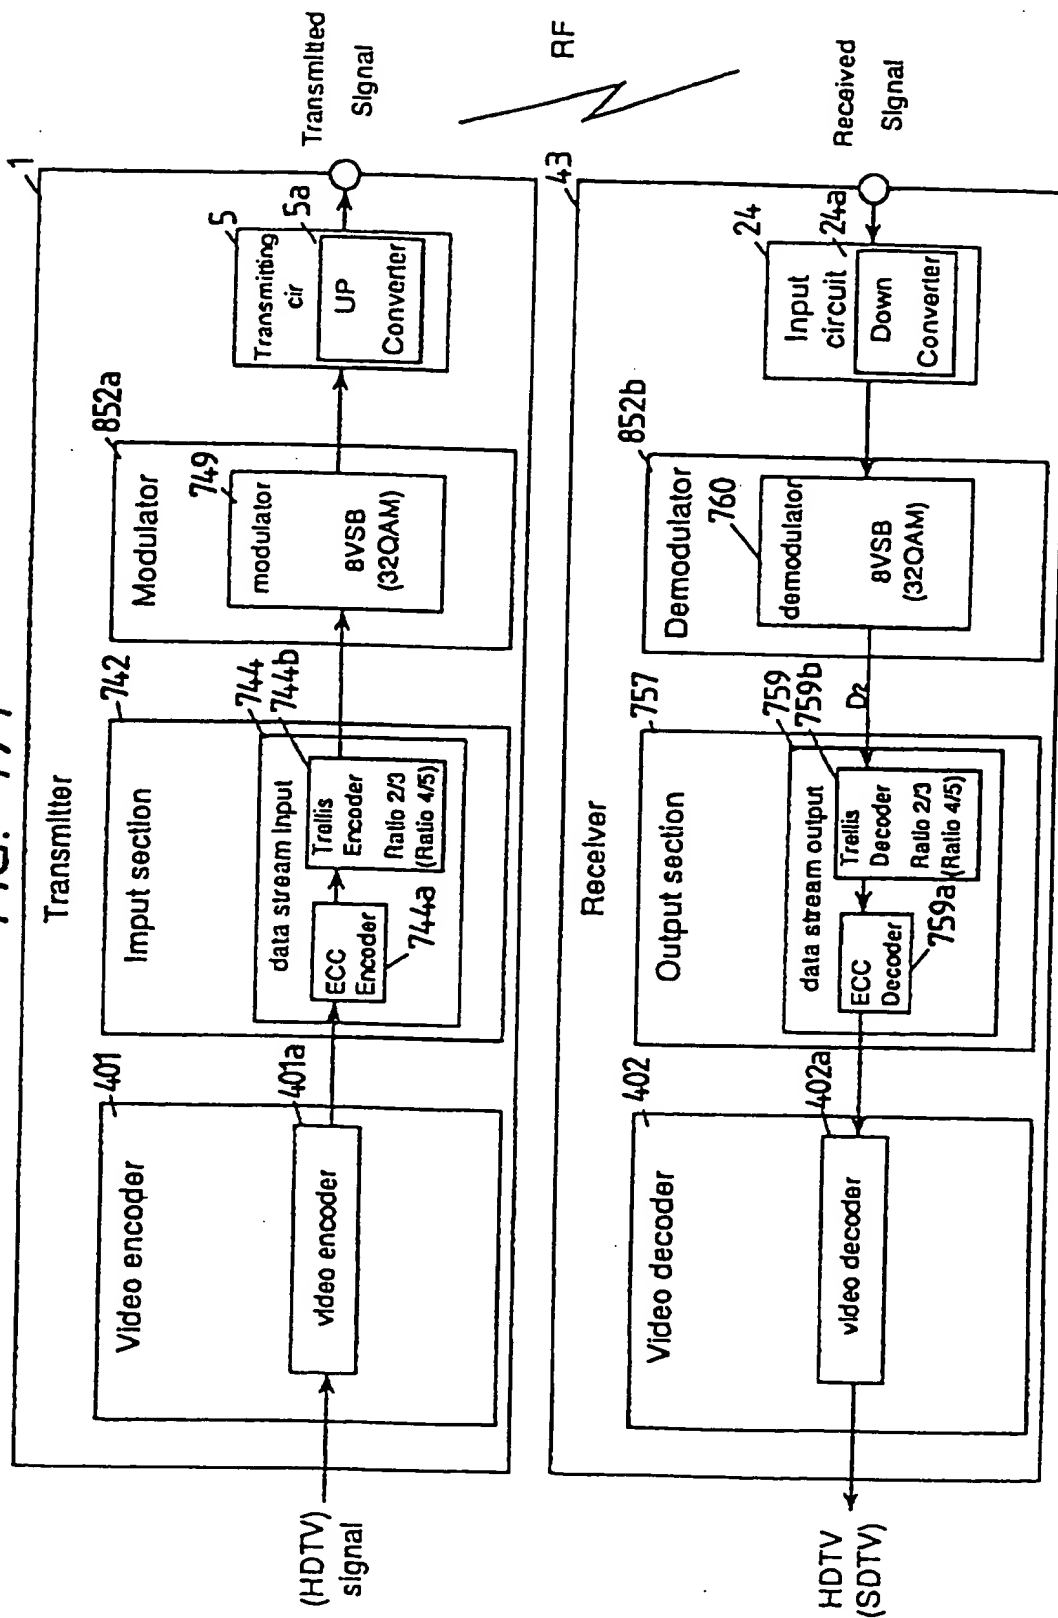 Transmitter
1
(HDTV)
signal
401
Video encoder
401a
video encoder
742
Imput section
744
744b
data stream Input
ECC
Encoder
744a
Trellis
Encoder
Ratio 2/3
(Ratio 4/5)
852a
Modulator
749
modulator
8VSB
(32QAM)
5
Transmitting
cir
5a
UP
Converter
Transmitted
Signal
RF
Receiver
43
HDTV
(SDTV)
402
Video decoder
402a
video decoder
757
Output section
759
759b
data stream output
ECC
Decoder
759a
Trellis
Decoder
Ratio 2/3
(Ratio 4/5)
D2
852b
Demodulator
760
demodulator
8VSB
(32QAM)
24
Input
circuit
24a
Down
Converter
Received
Signal